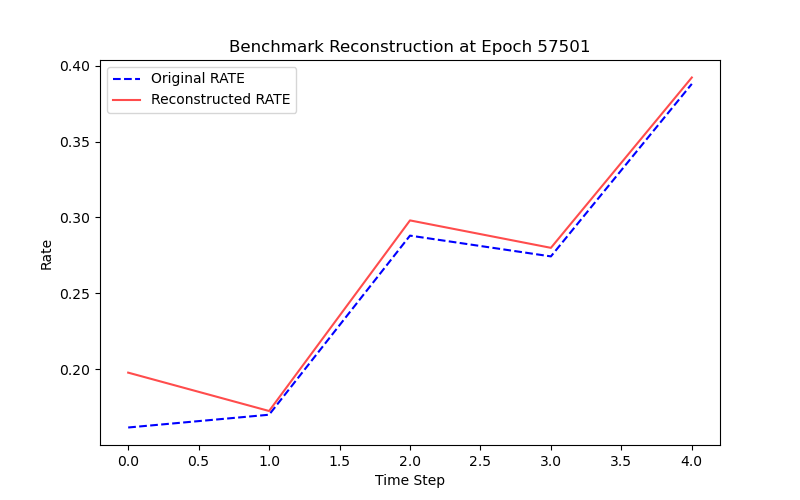 Benchmark Reconstruction at Epoch 57501
Original RATE
Reconstructed RATE
0.40
0.35
0.30
0.25
0.20
Rate
0.0 0.5 1.0 1.5 2.0 2.5 3.0 3.5 4.0
Time Step